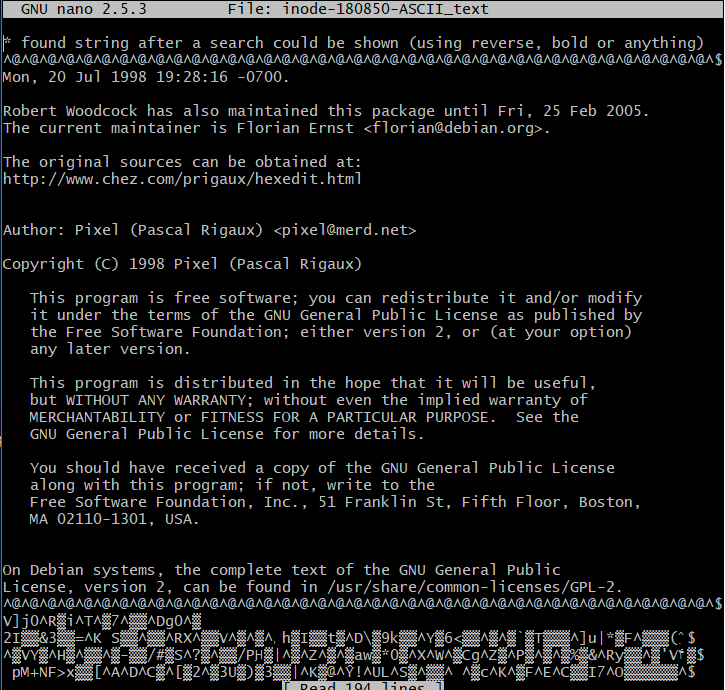 GNU nano 2.5.3 File: inode-180850-ASCII_text
* found string after a search could be shown (using reverse, bold or anything)
^@^@^@^@^@^@^@^@^@^@^@^@^@^@^@^@^@^@^@^@^@^@^@^@^@^@^@^@^@^@^@^@^@^@^@^@^@^@^@$
Mon, 20 Jul 1998 19:28:16 -0700.
Robert Woodcock has also maintained this package until Fri, 25 Feb 2005.
The current maintainer is Florian Ernst <florian@debian.org>.
The original sources can be obtained at:
http://www.chez.com/prigaux/hexedit.html
Author: Pixel (Pascal Rigaux) <pixel@merd.net>
Copyright (C) 1998 Pixel (Pascal Rigaux)
This program is free software; you can redistribute it and/or modify
it under the terms of the GNU General Public License as published by
the Free Software Foundation; either version 2, or (at your option)
any later version.
This program is distributed in the hope that it will be useful,
but WITHOUT ANY WARRANTY; without even the implied warranty of
MERCHANTABILITY or FITNESS FOR A PARTICULAR PURPOSE. See the
GNU General Public License for more details.
You should have received a copy of the GNU General Public License
along with this program; if not, write to the
Free Software Foundation, Inc., 51 Franklin St, Fifth Floor, Boston,
MA 02110-1301, USA.
On Debian systems, the complete text of the GNU General Public
License, version 2, can be found in /usr/share/common-licenses/GPL-2.
^@^@^@^@^@^@^@^@^@^@^@^@^@^@^@^@^@^@^@^@^@^@^@^@^@^@^@^@^@^@^@^@^@^@^@^@^@^@^@$
V]jO^R▒i^T^▒7^▒▒^DgO^▒
[ Read 194 lines ]